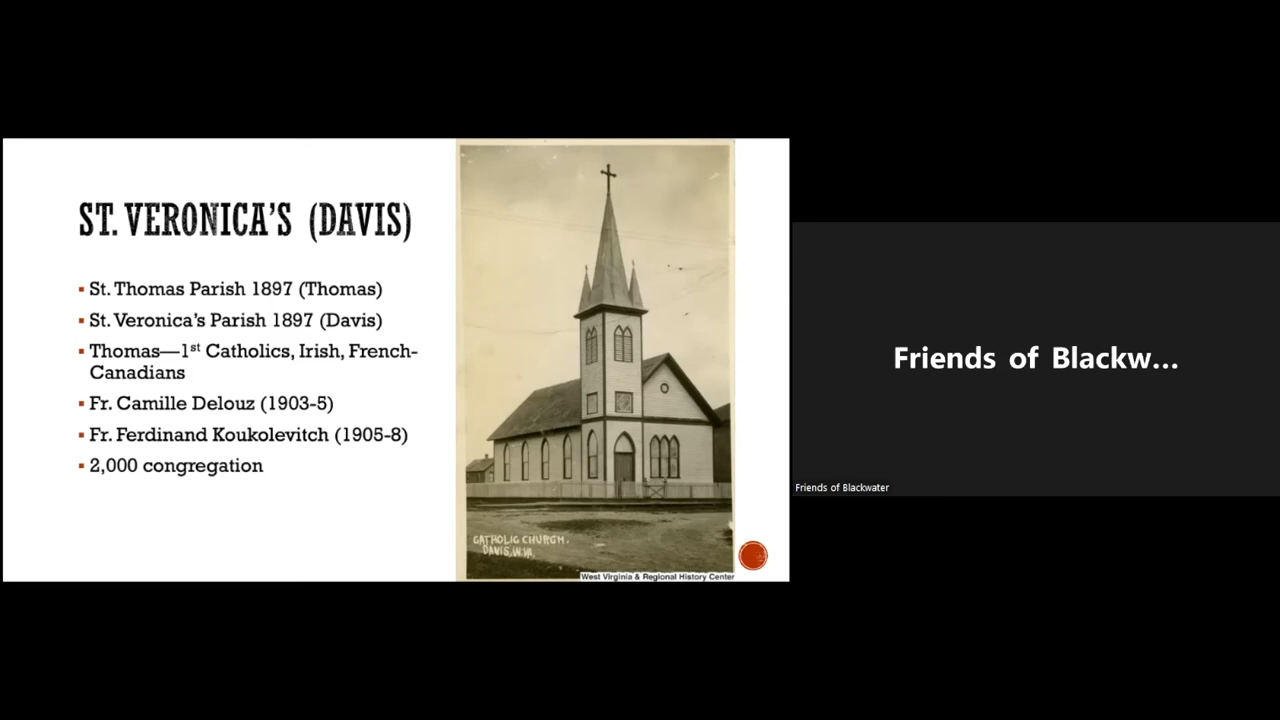 ST. VERONICA'S (DAVIS)
▪ St. Thomas Parish 1897 (Thomas)
▪ St. Veronica's Parish 1897 (Davis)
▪ Thomas—1st Catholics, Irish, French-
Canadians
▪ Fr. Camille Delouz (1903-5)
▪ Fr. Ferdinand Koukolevitch (1905-8)
▪ 2,000 congregation
CATHOLIC CHURCH.
DAVIS, W.VA.
West Virginia & Regional History Center
Friends of Blackw...
Friends of Blackwater